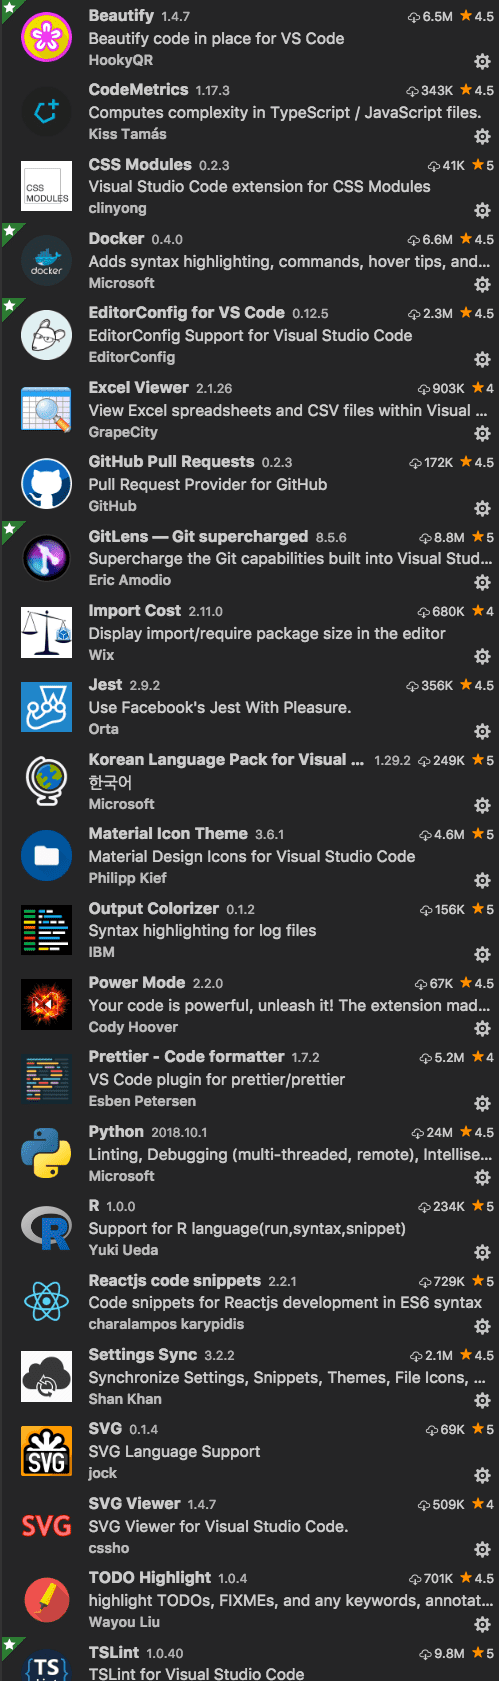 Beautify 1.4.7 6.5M ★4.5
Beautify code in place for VS Code
HookyQR
CodeMetrics 1.17.3 343K ★4.5
Computes complexity in TypeScript / JavaScript files.
Kiss Tamás
CSS MODULES
CSS Modules 0.2.3 41K ★5
Visual Studio Code extension for CSS Modules
clinyong
docker
Docker 0.4.0 6.6M ★4.5
Adds syntax highlighting, commands, hover tips, and...
Microsoft
EditorConfig for VS Code 0.12.5 2.3M ★4.5
EditorConfig Support for Visual Studio Code
EditorConfig
Excel Viewer 2.1.26 903K ★4
View Excel spreadsheets and CSV files within Visual ...
GrapeCity
GitHub Pull Requests 0.2.3 172K ★4.5
Pull Request Provider for GitHub
GitHub
GitLens — Git supercharged 8.5.6 8.8M ★5
Supercharge the Git capabilities built into Visual Stud...
Eric Amodio
Import Cost 2.11.0 680K ★4
Display import/require package size in the editor
Wix
Jest 2.9.2 356K ★4.5
Use Facebook's Jest With Pleasure.
Orta
Korean Language Pack for Visual ... 1.29.2 249K ★5
한국어
Microsoft
Material Icon Theme 3.6.1 4.6M ★5
Material Design Icons for Visual Studio Code
Philipp Kief
Output Colorizer 0.1.2 156K ★5
Syntax highlighting for log files
IBM
Power Mode 2.2.0 67K ★4.5
Your code is powerful, unleash it! The extension mad...
Cody Hoover
Prettier - Code formatter 1.7.2 5.2M ★4
VS Code plugin for prettier/prettier
Esben Petersen
Python 2018.10.1 24M ★4.5
Linting, Debugging (multi-threaded, remote), Intellise...
Microsoft
R
R 1.0.0 234K ★5
Support for R language(run,syntax,snippet)
Yuki Ueda
Reactjs code snippets 2.2.1 729K ★5
Code snippets for Reactjs development in ES6 syntax
charalampos karypidis
Settings Sync 3.2.2 2.1M ★4.5
Synchronize Settings, Snippets, Themes, File Icons, ...
Shan Khan
SVG
SVG 0.1.4 69K ★5
SVG Language Support
jock
SVG
SVG Viewer 1.4.7 509K ★4
SVG Viewer for Visual Studio Code.
cssho
TODO Highlight 1.0.4 701K ★4.5
highlight TODOs, FIXMEs, and any keywords, annotat...
Wayou Liu
{TS}
TSLint 1.0.40 9.8M ★5
TSLint for Visual Studio Code